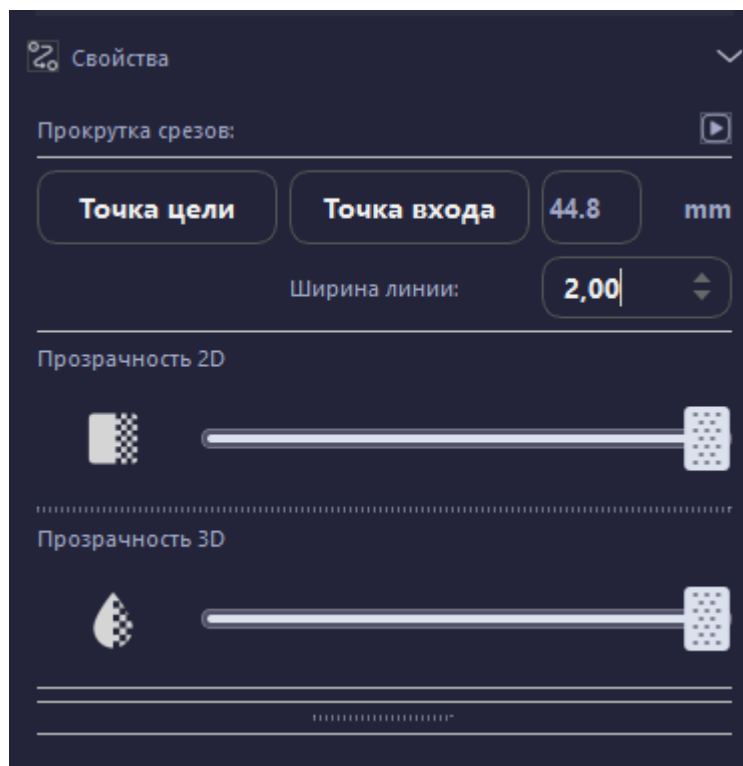 Свойства
Прокрутка срезов:
Точка цели Точка входа 44.8 mm
Ширина линии: 2,00
Прозрачность 2D
Прозрачность 3D